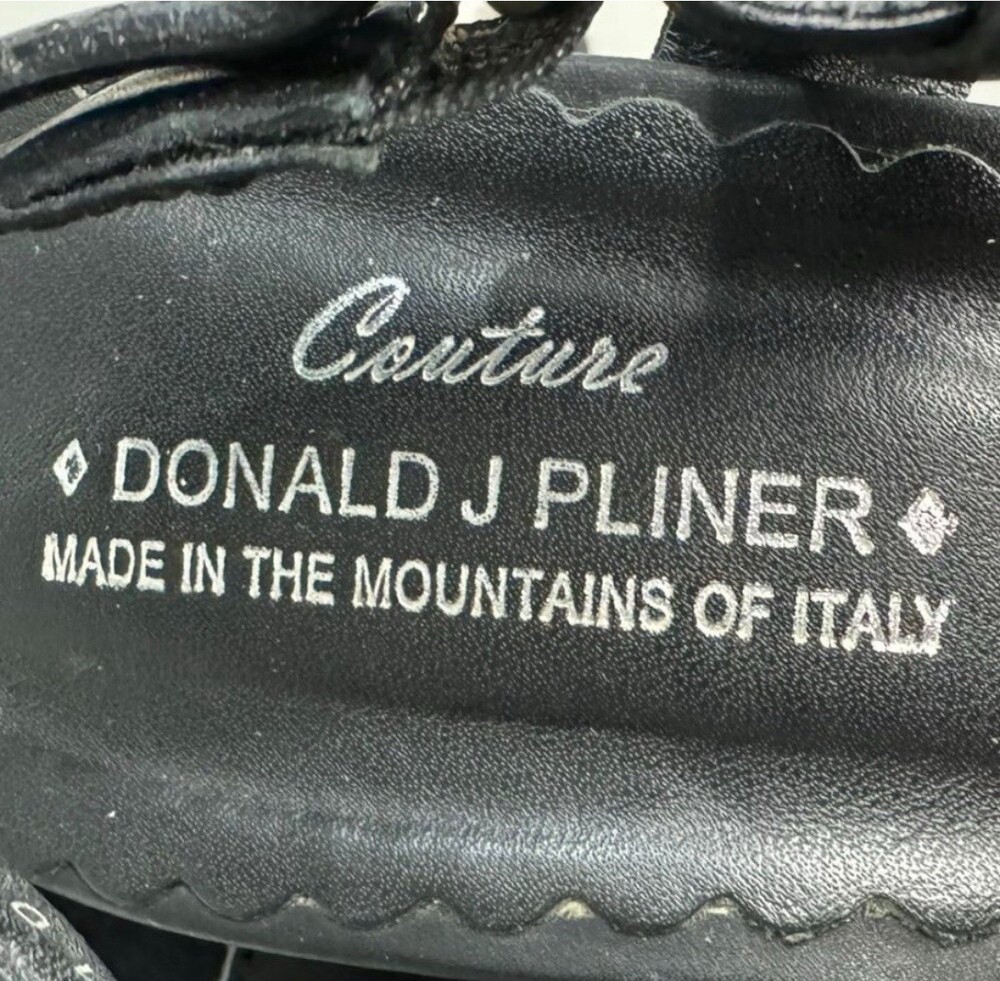 Couture
DONALD J PLINER
MADE IN THE MOUNTAINS OF ITALY